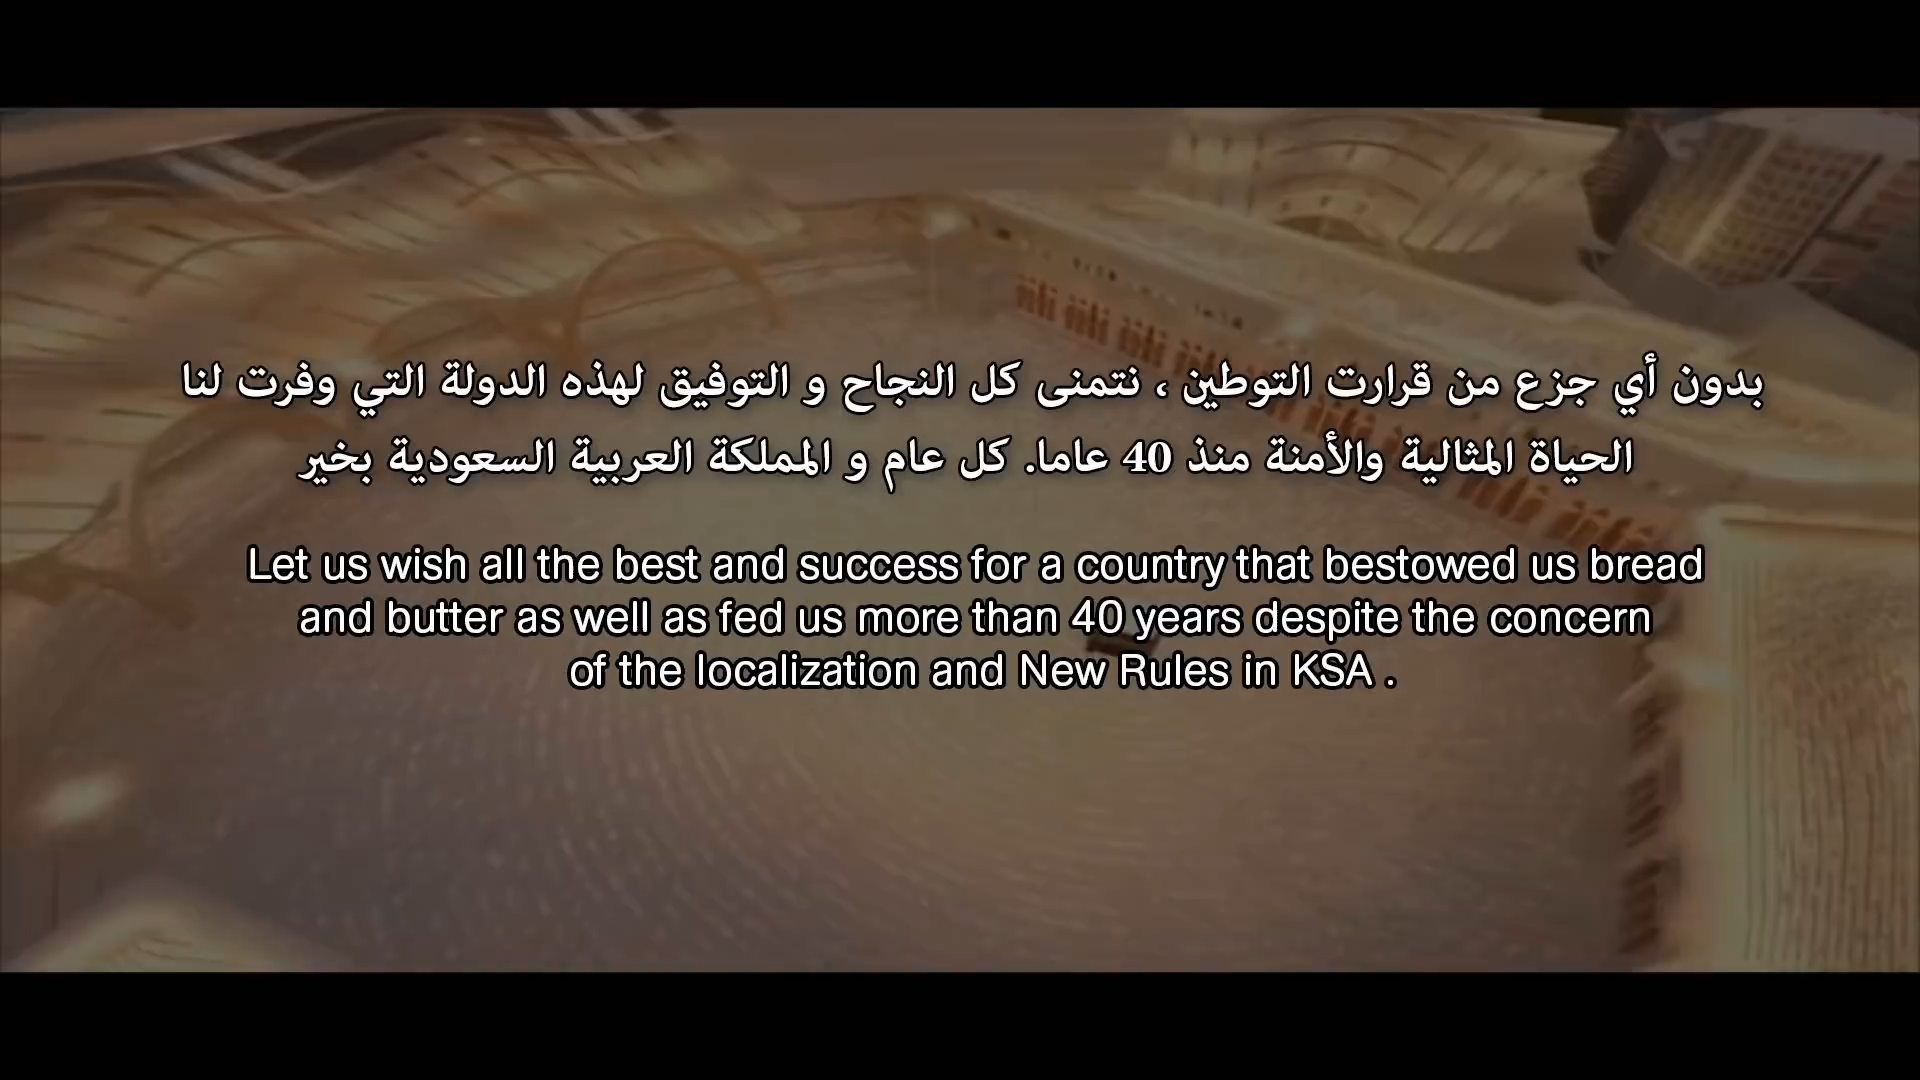 بدون أي جزع من قرارت التوطين ، نتمنى كل النجاح و التوفيق لهذه الدولة التي وفرت لنا
الحياة المثالية والأمنة منذ 40 عاما. كل عام و المملكة العربية السعودية بخير
Let us wish all the best and success for a country that bestowed us bread
and butter as well as fed us more than 40 years despite the concern
of the localization and New Rules in KSA .